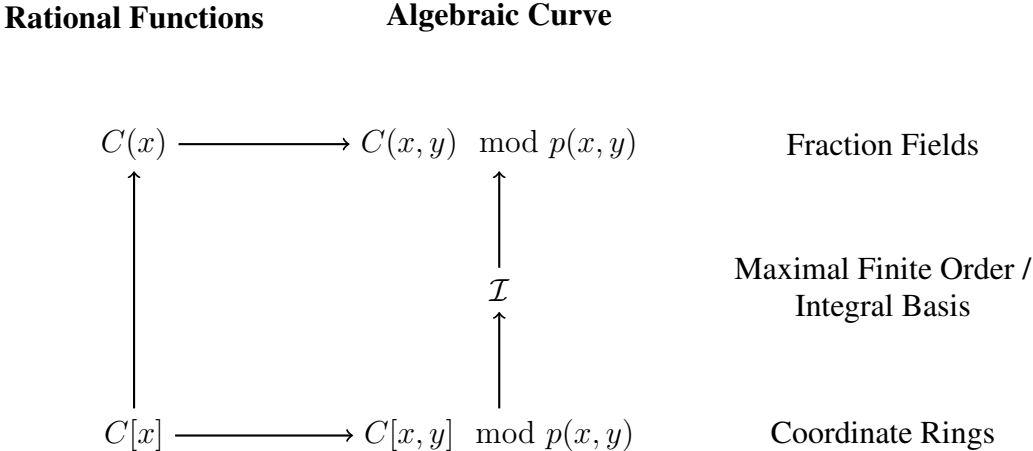 Rational Functions Algebraic Curve
C(x) C(x, y) mod p(x, y) Fraction Fields
Maximal Finite Order /
ℐ
Integral Basis
C[x] C[x, y] mod p(x, y) Coordinate Rings